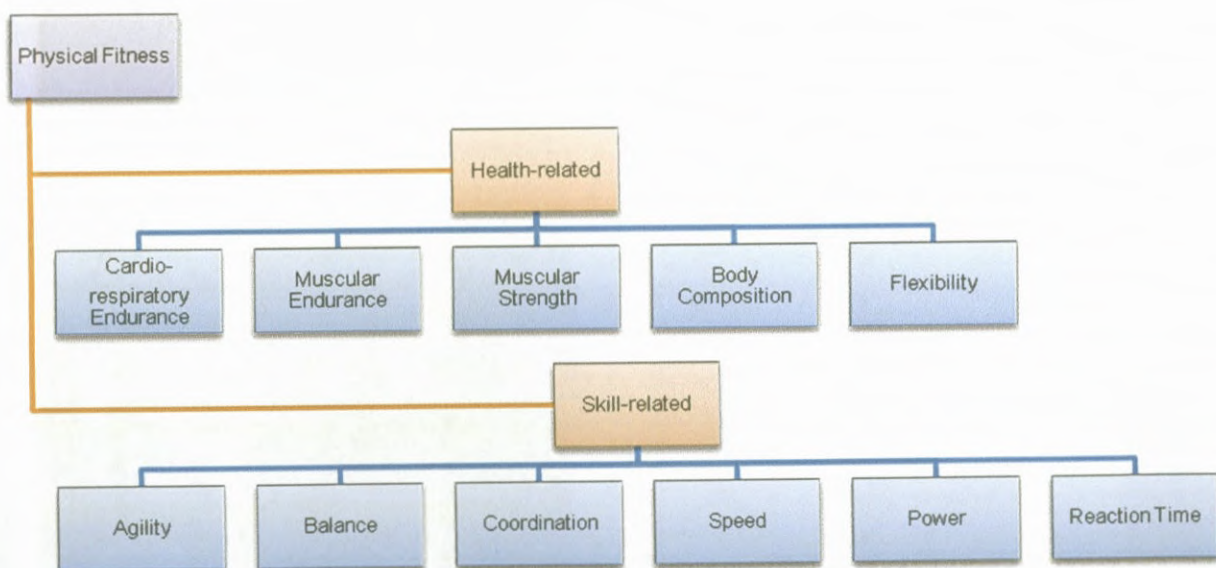 Physical Fitness
Health-related
Cardio-
respiratory
Endurance
Muscular
Endurance
Muscular
Strength
Body
Composition
Flexibility
Skill-related
Agility
Balance
Coordination
Speed
Power
Reaction Time